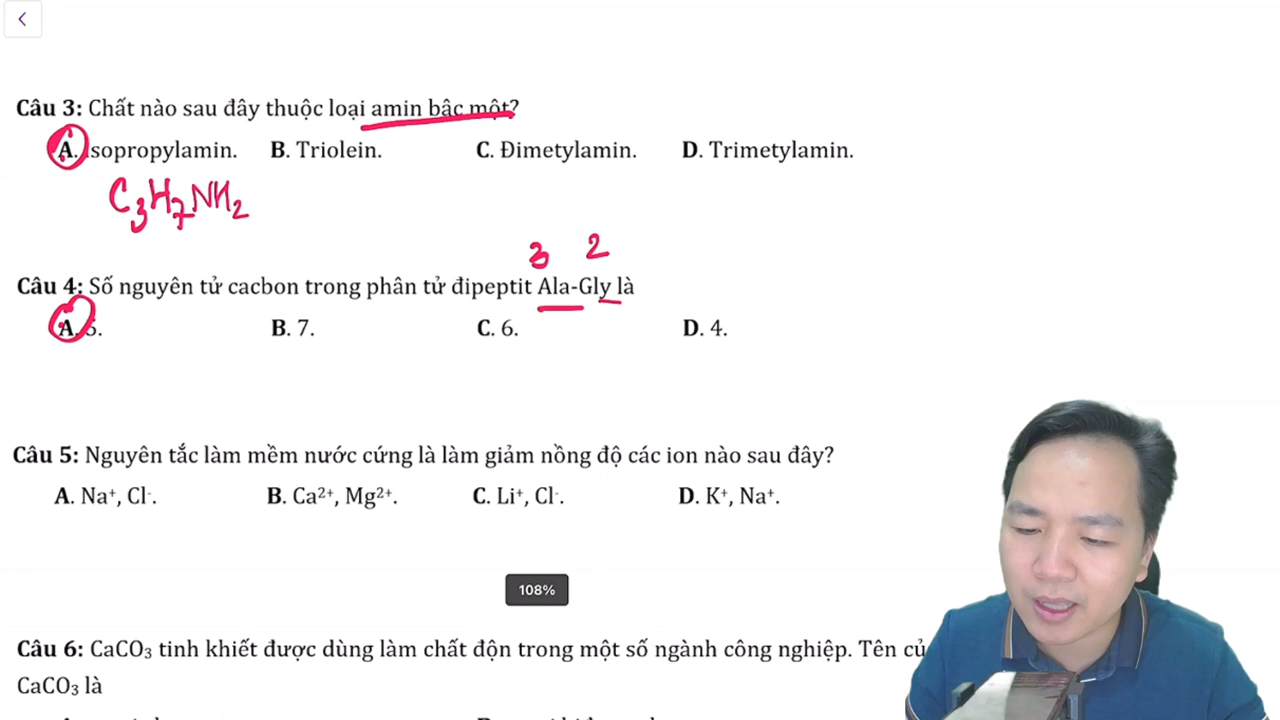 Câu 3: Chất nào sau đây thuộc loại amin bậc một?
A. Isopropylamin. B. Triolein. C. Đimetylamin. D. Trimetylamin.
C₃H₇NH₂
3 2
Câu 4: Số nguyên tử cacbon trong phân tử đipeptit Ala-Gly là
A. 5. B. 7. C. 6. D. 4.
Câu 5: Nguyên tắc làm mềm nước cứng là làm giảm nồng độ các ion nào sau đây?
A. Na⁺, Cl⁻. B. Ca²⁺, Mg²⁺. C. Li⁺, Cl⁻. D. K⁺, Na⁺.
108%
Câu 6: CaCO₃ tinh khiết được dùng làm chất độn trong một số ngành công nghiệp. Tên củ
CaCO₃ là